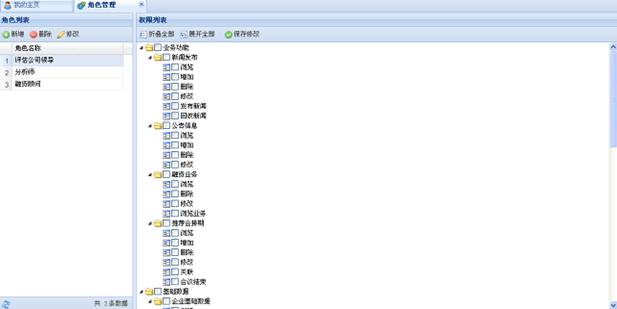 我的主页 角色管理
角色列表
新增 删除 修改
角色名称
1 评估公司领导
2 分析师
3 融资顾问
共 3 条数据
权限列表
折叠全部 展开全部 保存修改
业务功能
新闻发布
浏览
增加
删除
修改
发布新闻
回收新闻
公告信息
浏览
增加
删除
修改
融资业务
浏览
删除
修改
浏览业务
推荐会排期
浏览
增加
删除
修改
关联
会议结束
基础数据
企业基础数据